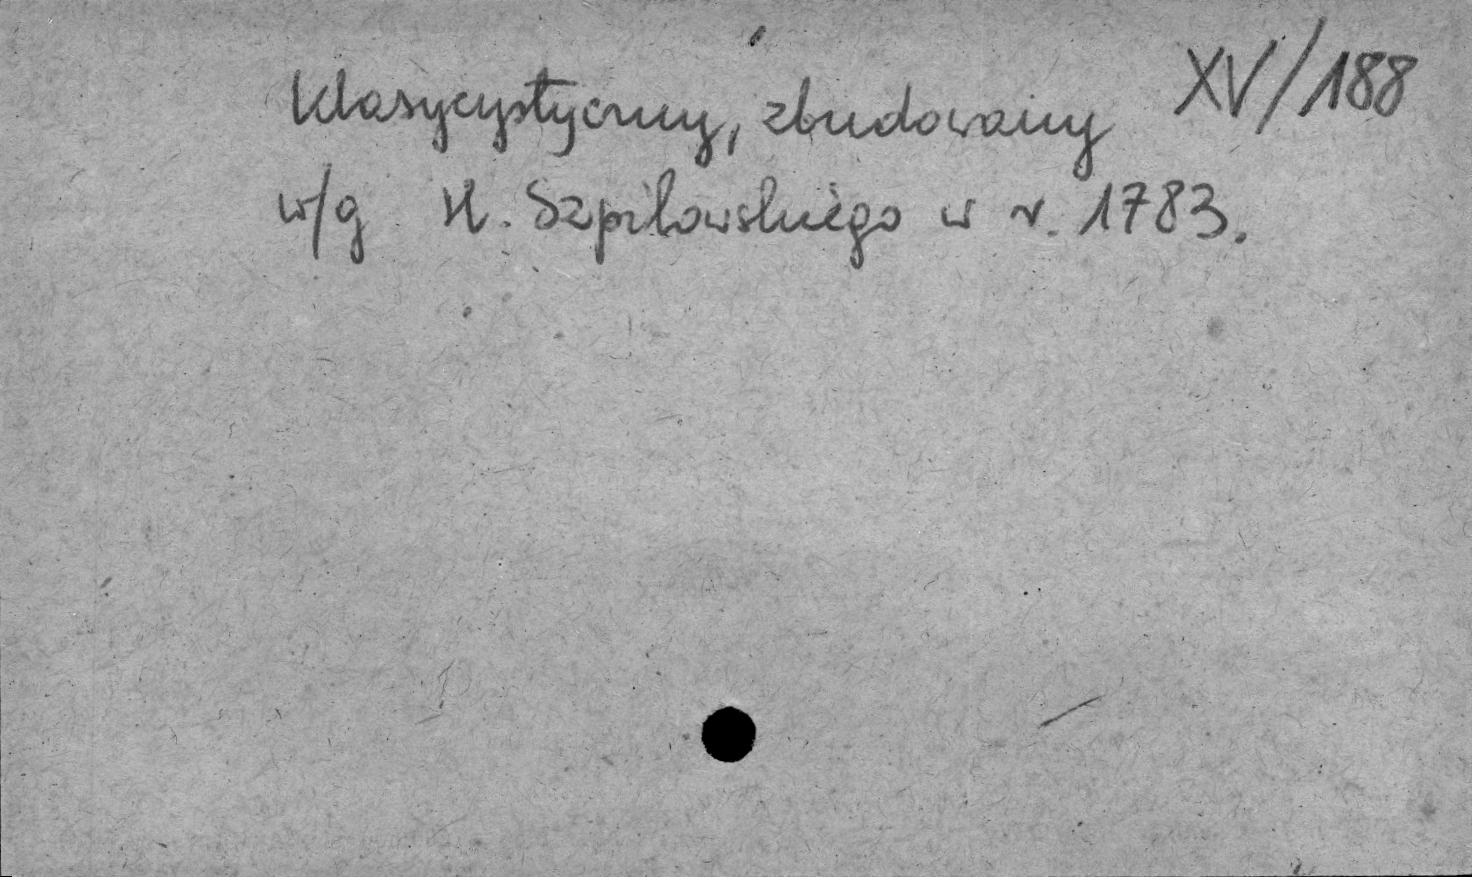 XV/188
klasycystyczny, zbudowany
w/g H. Szpilowskiego w r. 1783.